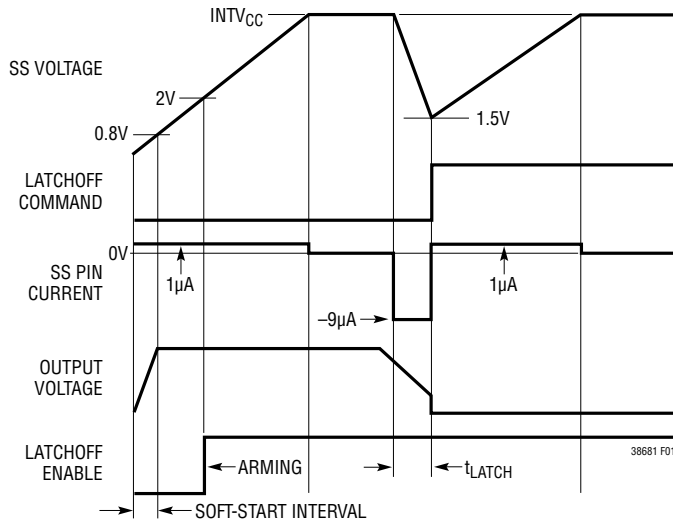 INTVCC
SS VOLTAGE
2V
0.8V
1.5V
LATCHOFF
COMMAND
0V
SS PIN
CURRENT
1µA
1µA
–9µA
OUTPUT
VOLTAGE
LATCHOFF
ENABLE
ARMING
tLATCH
38681 F01
SOFT-START INTERVAL